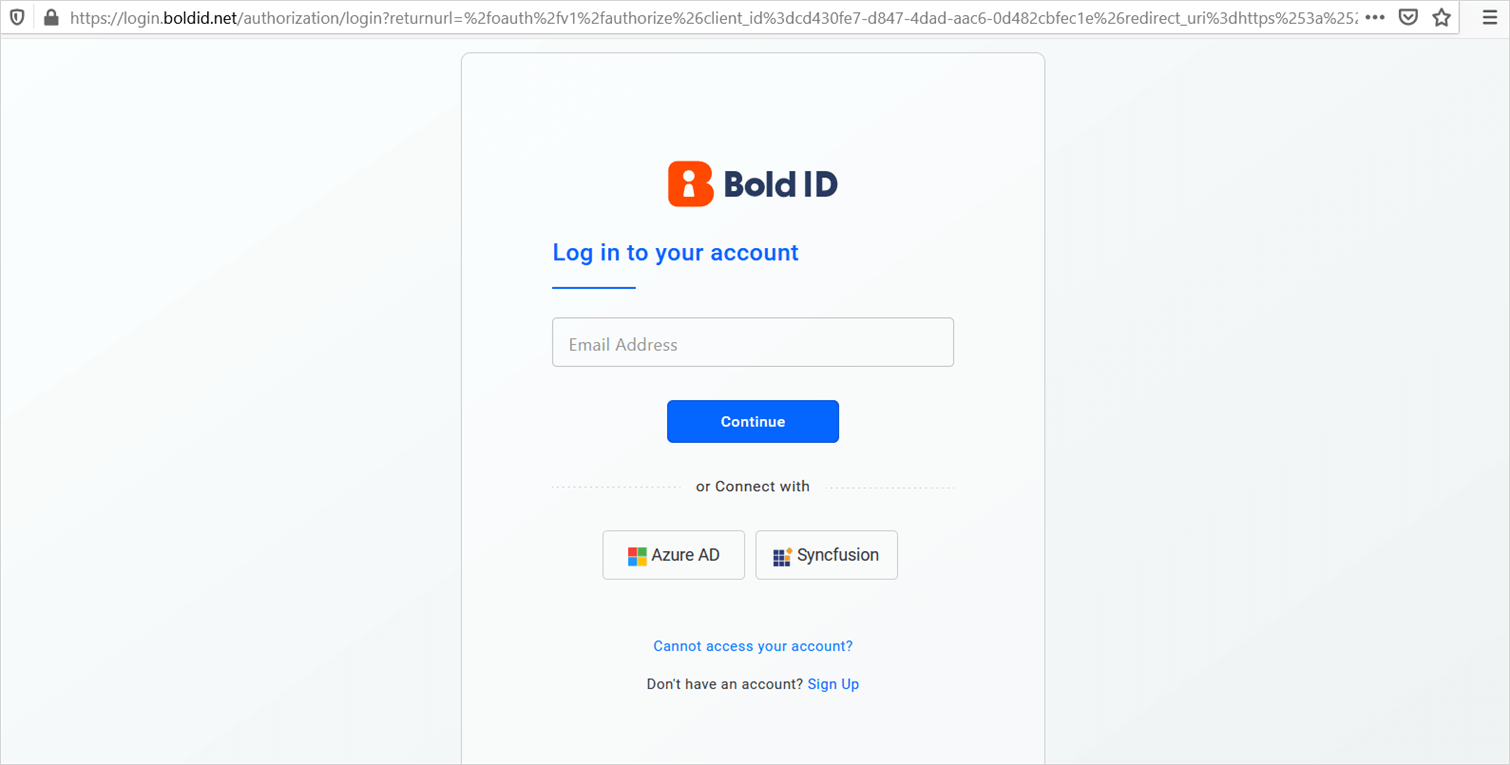 https://login.boldid.net/authorization/login?returnurl=%2foauth%2fv1%2fauthorize%26client_id%3dcd430fe7-d847-4dad-aac6-0d482cbfec1e%26redirect_uri%3dhttps%253a%252
Bold ID
Log in to your account
Email Address
Continue
or Connect with
Azure AD
Syncfusion
Cannot access your account?
Don't have an account? Sign Up